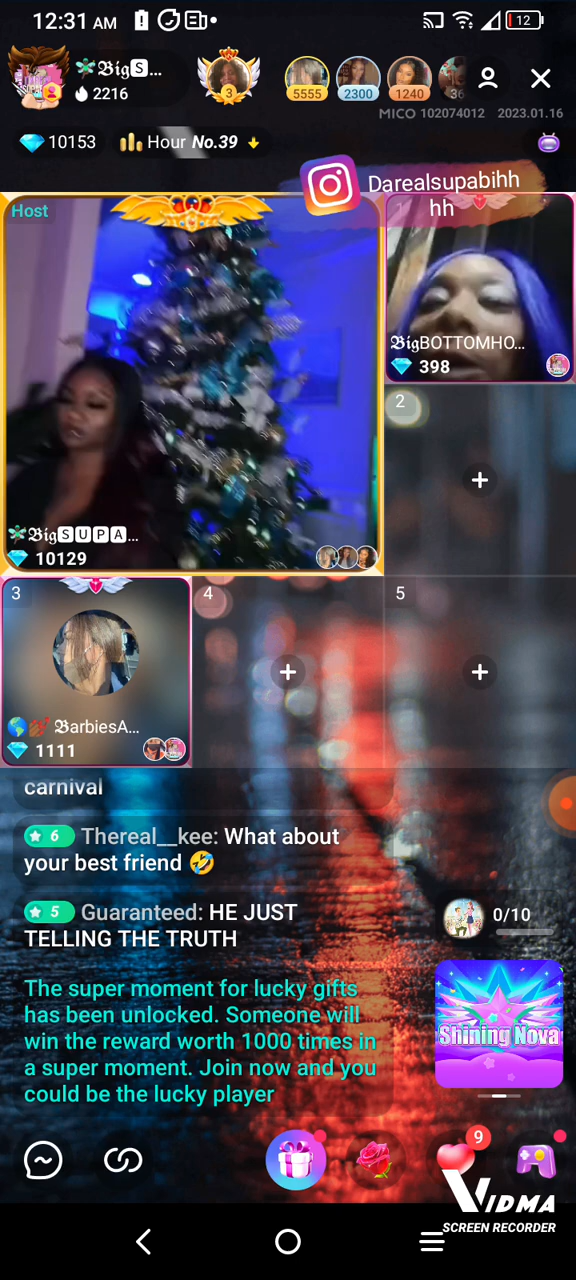 12:31 AM
12
𝕭𝖎𝖌🆂...
2216
3
5555
2300
1240
36
MICO 102074012 2023.01.16
10153
Hour No.39
Darealsupabihh
hh
Host
𝕭𝖎𝖌🆂🆄🅿🅰...
10129
1
𝕭𝖎𝖌BOTTOMHO...
398
2
3
𝕭arbiesA...
1111
4
5
carnival
6 Thereal__kee: What about
your best friend 🤣
5 Guaranteed: HE JUST
TELLING THE TRUTH
0/10
The super moment for lucky gifts
has been unlocked. Someone will
win the reward worth 1000 times in
a super moment. Join now and you
could be the lucky player
Shining Nova
9
VIDMA
SCREEN RECORDER